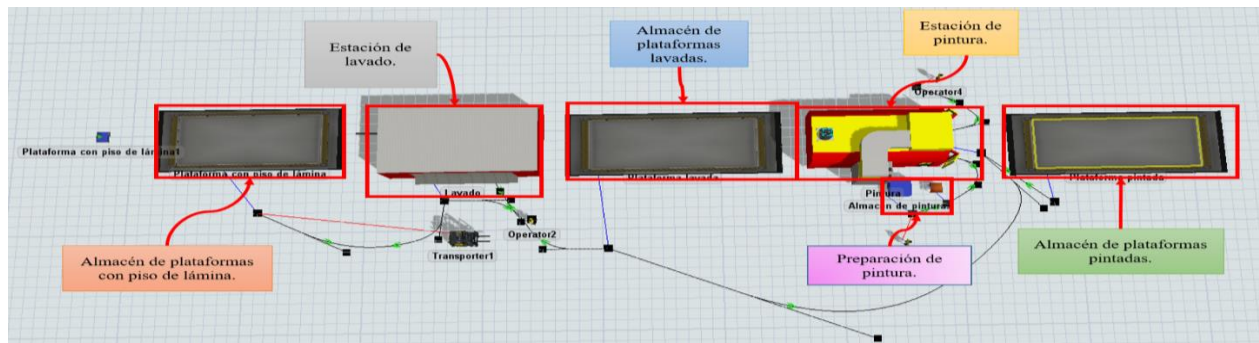 Estación de
lavado.
Almacén de
plataformas
lavadas.
Estación de
pintura.
Operator4
Plataforma con piso de lámina1
Plataforma con piso de lámina
Lavado
Plataforma lavada
Pintura
Almacén de pintura
Plataforma pintada
Operator2
Transporter1
Almacén de plataformas
con piso de lámina.
Preparación de
pintura.
Almacén de plataformas
pintadas.